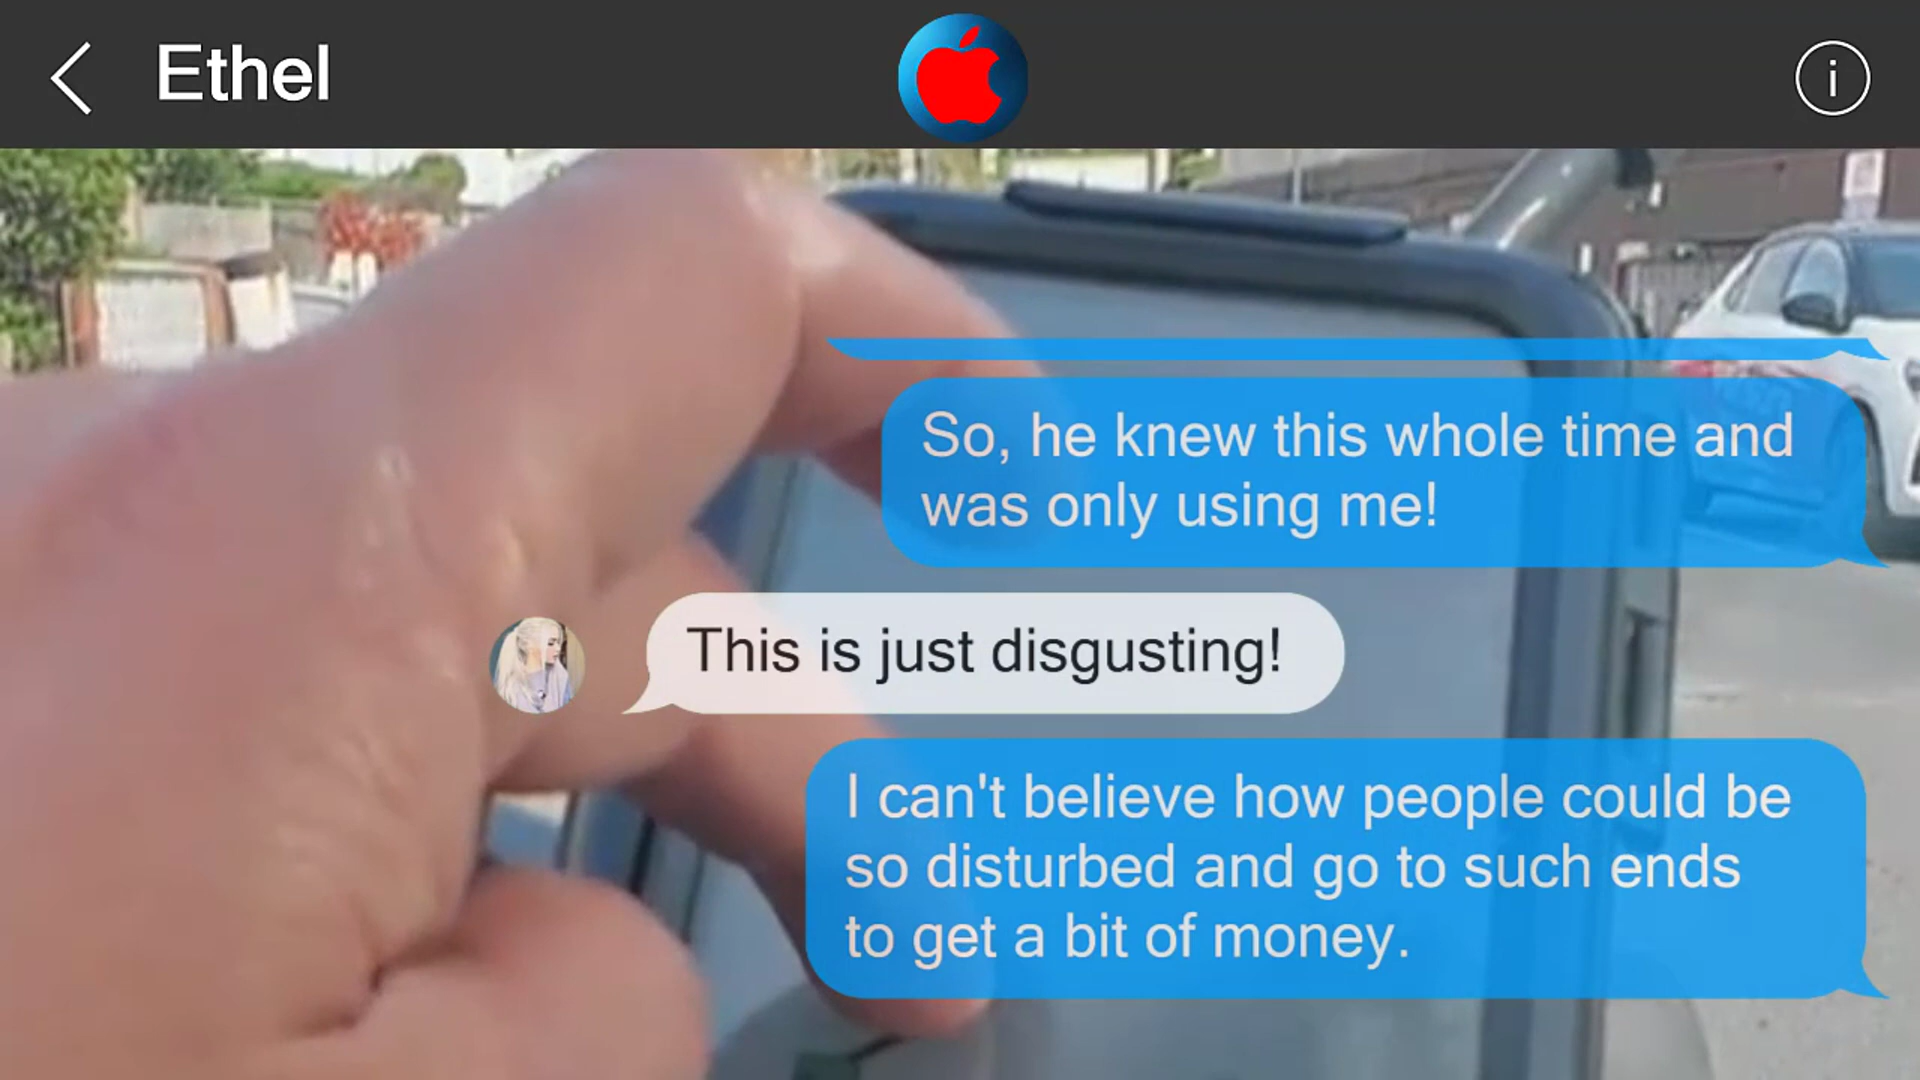 Ethel
So, he knew this whole time and
was only using me!
This is just disgusting!
I can't believe how people could be
so disturbed and go to such ends
to get a bit of money.